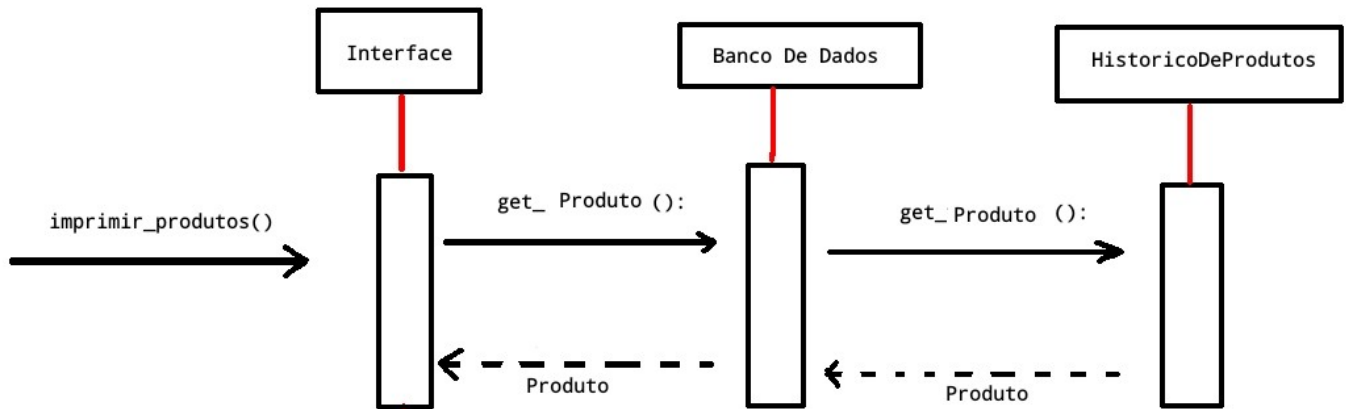 Interface
Banco De Dados
HistoricoDeProdutos
imprimir_produtos()
get_ Produto ():
get_ Produto ():
Produto
Produto